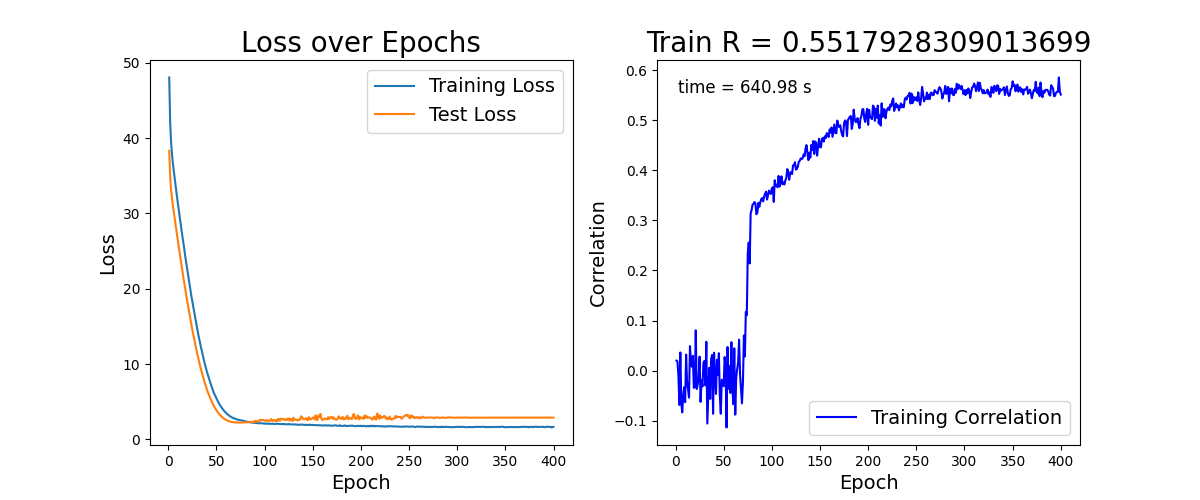 Loss over Epochs
Training Loss
Test Loss
50
40
30
20
10
0
Loss
0 50 100 150 200 250 300 350 400
Epoch
Train R = 0.5517928309013699
time = 640.98 s
0.6
0.5
0.4
0.3
0.2
0.1
0.0
−0.1
Correlation
Training Correlation
0 50 100 150 200 250 300 350 400
Epoch